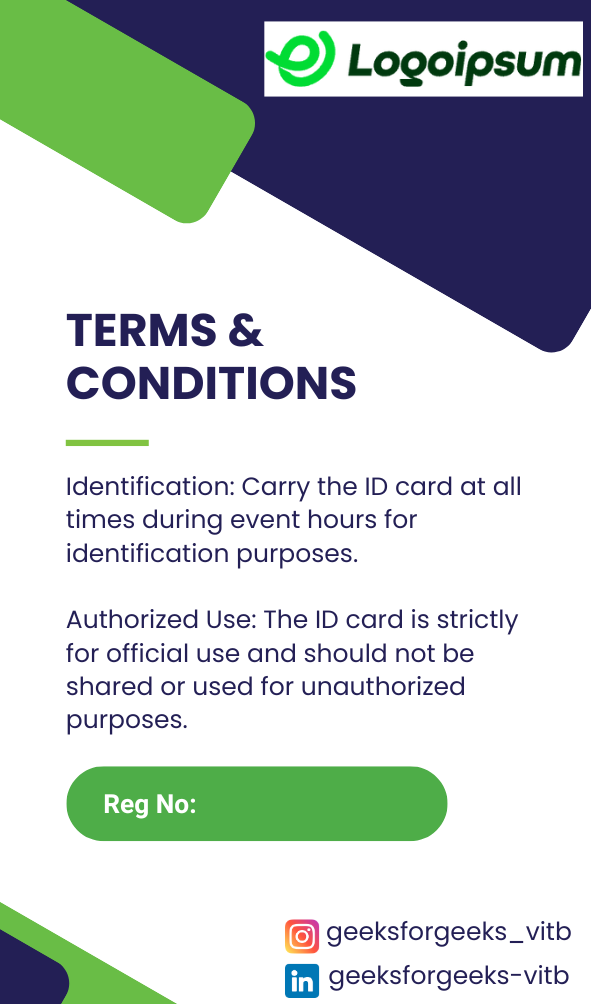 Logoipsum
TERMS &
CONDITIONS
Identification: Carry the ID card at all
times during event hours for
identification purposes.
Authorized Use: The ID card is strictly
for official use and should not be
shared or used for unauthorized
purposes.
Reg No:
geeksforgeeks_vitb
in geeksforgeeks-vitb